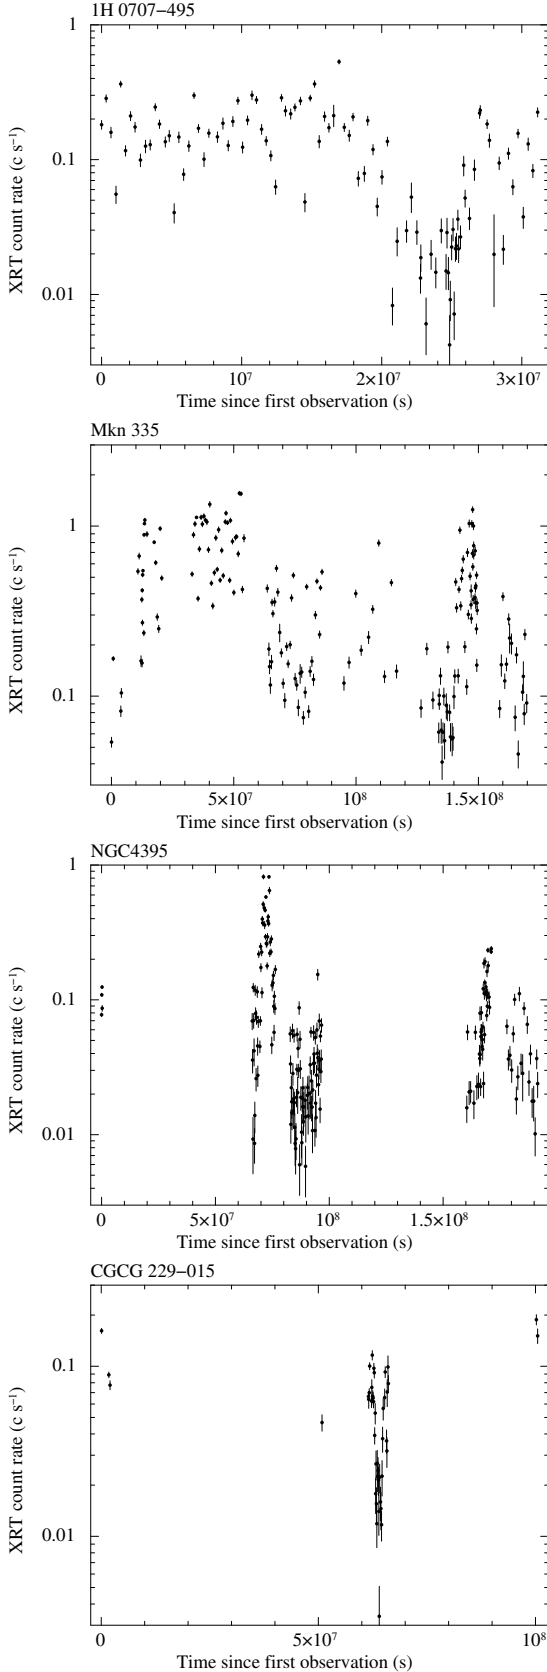 1H 0707−495
1
0.1
0.01
XRT count rate (c s⁻¹)
0 10⁷ 2×10⁷ 3×10⁷
Time since first observation (s)
Mkn 335
1
0.1
XRT count rate (c s⁻¹)
0 5×10⁷ 10⁸ 1.5×10⁸
Time since first observation (s)
NGC4395
1
0.1
0.01
XRT count rate (c s⁻¹)
0 5×10⁷ 10⁸ 1.5×10⁸
Time since first observation (s)
CGCG 229−015
0.1
0.01
XRT count rate (c s⁻¹)
0 5×10⁷ 10⁸
Time since first observation (s)